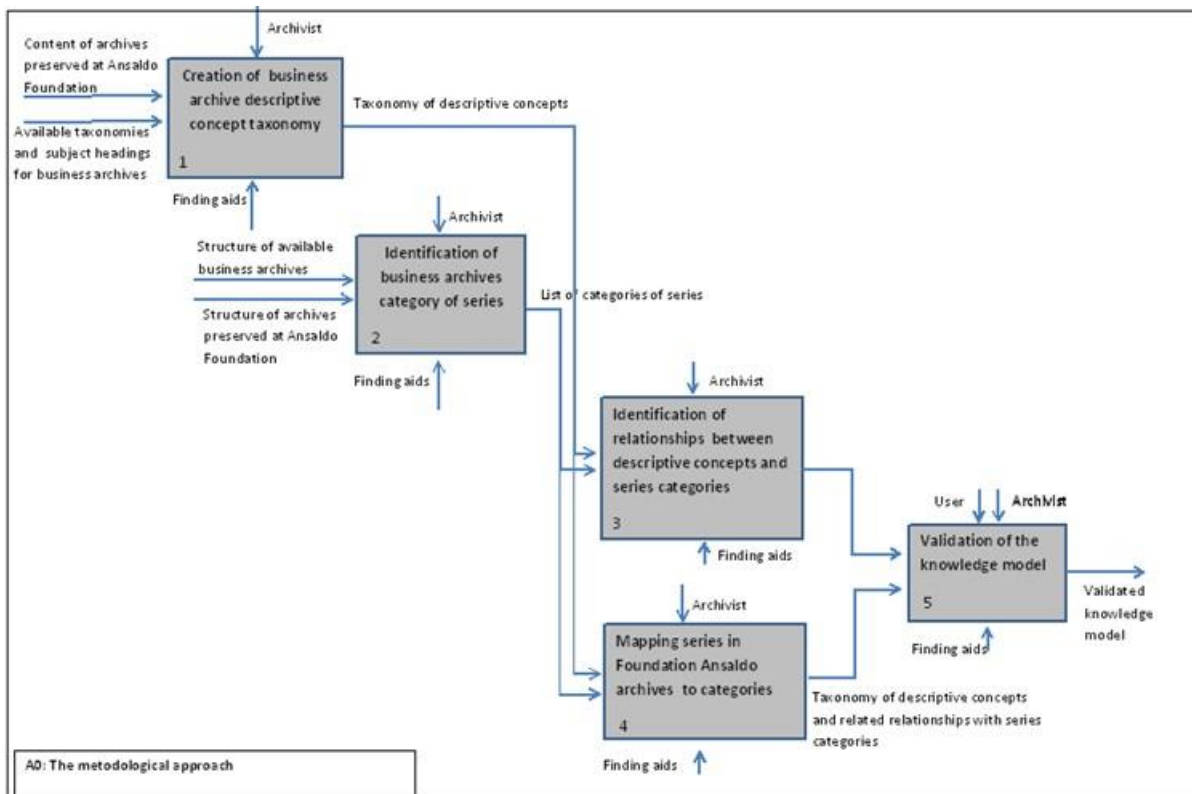 Archivist
Content of archives
preserved at Ansaldo
Foundation
Available taxonomies
and subject headings
for business archives
Creation of business
archive descriptive
concept taxonomy
1
Finding aids
Taxonomy of descriptive concepts
Archivist
Structure of available
business archives
Structure of archives
preserved at Ansaldo
Foundation
Identification of
business archives
category of series
2
Finding aids
List of categories of series
Archivist
Identification of
relationships between
descriptive concepts and
series categories
3
Finding aids
Archivist
Mapping series in
Foundation Ansaldo
archives to categories
4
Finding aids
Taxonomy of descriptive concepts
and related relationships with series
categories
User
Archivist
Validation of the
knowledge model
5
Finding aids
Validated
knowledge
model
A0: The metodological approach